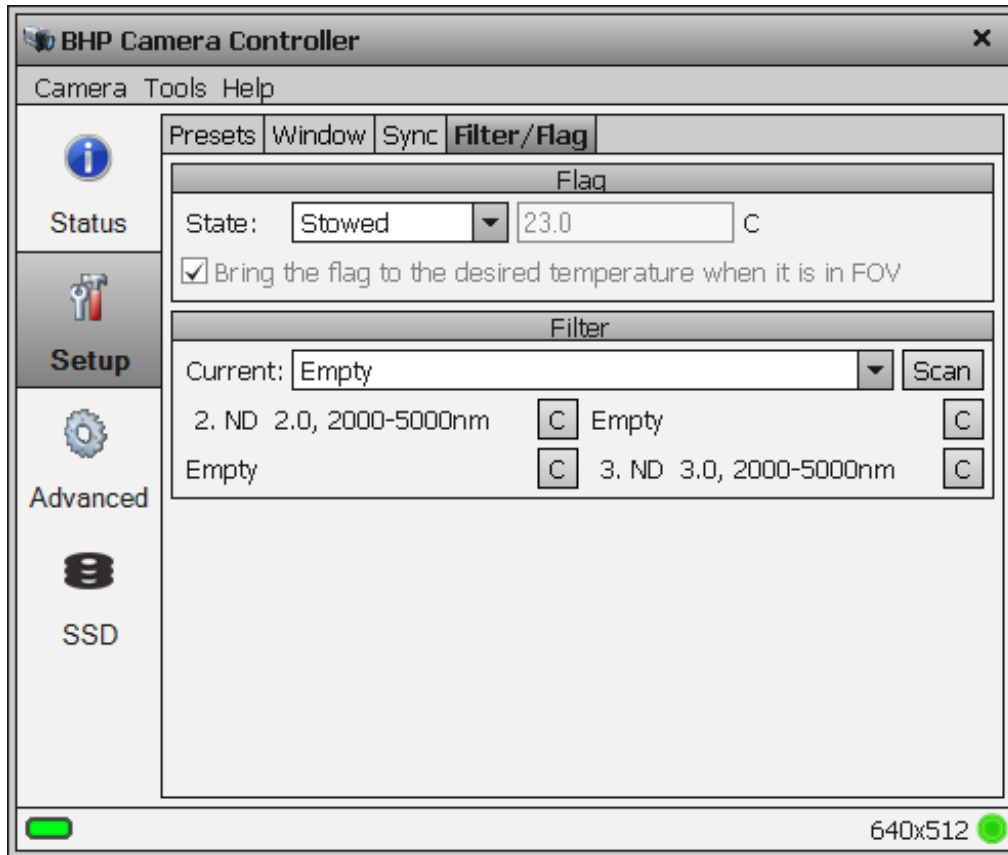 BHP Camera Controller
Camera Tools Help
Presets Window Sync Filter/Flag
Status
Setup
Advanced
SSD
Flag
State: Stowed 23.0 C
Bring the flag to the desired temperature when it is in FOV
Filter
Current: Empty Scan
2. ND 2.0, 2000-5000nm C Empty C
Empty C 3. ND 3.0, 2000-5000nm C
640x512